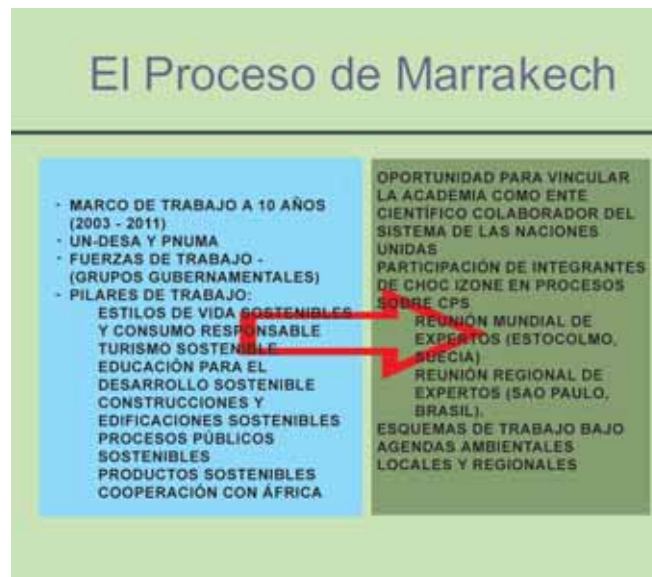 El Proceso de Marrakech
· MARCO DE TRABAJO A 10 AÑOS
(2003 - 2011)
· UN-DESA Y PNUMA
· FUERZAS DE TRABAJO -
(GRUPOS GUBERNAMENTALES)
- PILARES DE TRABAJO:
ESTILOS DE VIDA SOSTENIBLES
Y CONSUMO RESPONSABLE
TURISMO SOSTENIBLE
EDUCACIÓN PARA EL
DESARROLLO SOSTENIBLE
CONSTRUCCIONES Y
EDIFICACIONES SOSTENIBLES
PROCESOS PÚBLICOS
SOSTENIBLES
PRODUCTOS SOSTENIBLES
COOPERACIÓN CON ÁFRICA
OPORTUNIDAD PARA VINCULAR
LA ACADEMIA COMO ENTE
CIENTÍFICO COLABORADOR DEL
SISTEMA DE LAS NACIONES
UNIDAS
PARTICIPACIÓN DE INTEGRANTES
DE CHOC IZONE EN PROCESOS
SOBRE CPS
REUNIÓN MUNDIAL DE
EXPERTOS (ESTOCOLMO,
SUECIA)
REUNIÓN REGIONAL DE
EXPERTOS (SAO PAULO,
BRASIL).
ESQUEMAS DE TRABAJO BAJO
AGENDAS AMBIENTALES
LOCALES Y REGIONALES